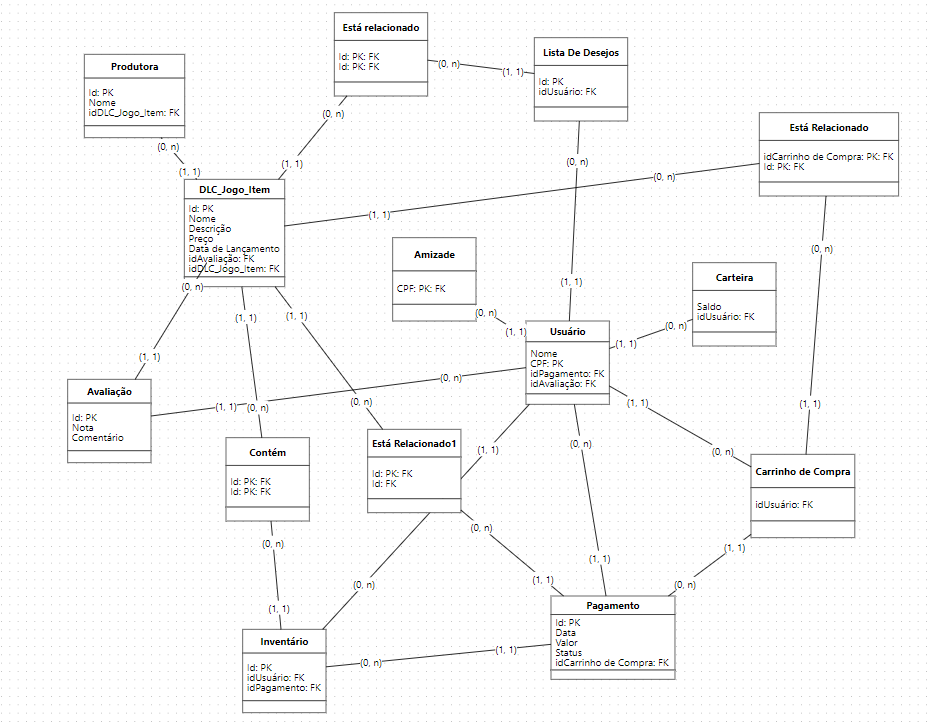 Está relacionado
Id: PK: FK
Id: PK: FK
(0, n)
(1, 1)
Lista De Desejos
Id: PK
idUsuário: FK
Produtora
Id: PK
Nome
idDLC_Jogo_Item: FK
(0, n)
(1, 1)
(0, n)
(1, 1)
Está Relacionado
idCarrinho de Compra: PK: FK
Id: PK: FK
(0, n)
(1, 1)
DLC_Jogo_Item
Id: PK
Nome
Descrição
Preço
Data de Lançamento
idAvaliação: FK
idDLC_Jogo_Item: FK
(0, n)
(1, 1)
Amizade
CPF: PK: FK
(0, n)
(1, 1)
Carteira
Saldo
idUsuário: FK
(0, n)
(1, 1)
(0, n)
(1, 1)
(0, n)
(1, 1)
(1, 1)
Usuário
Nome
CPF: PK
idPagamento: FK
idAvaliação: FK
Avaliação
Id: PK
Nota
Comentário
(1, 1)
(0, n)
(0, n)
(0, n)
(1, 1)
(0, n)
(1, 1)
(0, n)
(1, 1)
Contém
Id: PK: FK
Id: PK: FK
Está Relacionado1
Id: PK: FK
Id: FK
Carrinho de Compra
idUsuário: FK
(0, n)
(1, 1)
(0, n)
(1, 1)
(0, n)
(1, 1)
(1, 1)
(0, n)
Pagamento
Id: PK
Data
Valor
Status
idCarrinho de Compra: FK
Inventário
Id: PK
idUsuário: FK
idPagamento: FK
(0, n)
(1, 1)